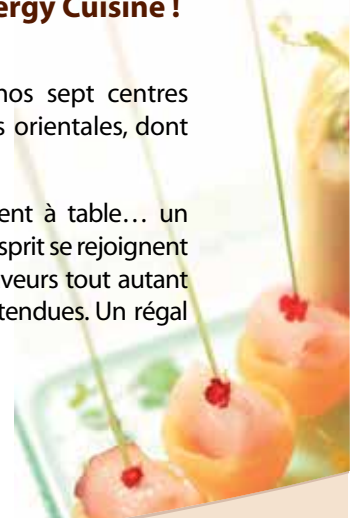 ergy Cuisine !
nos sept centres
s orientales, dont
ent à table… un
sprit se rejoignent
veurs tout autant
tendues. Un régal